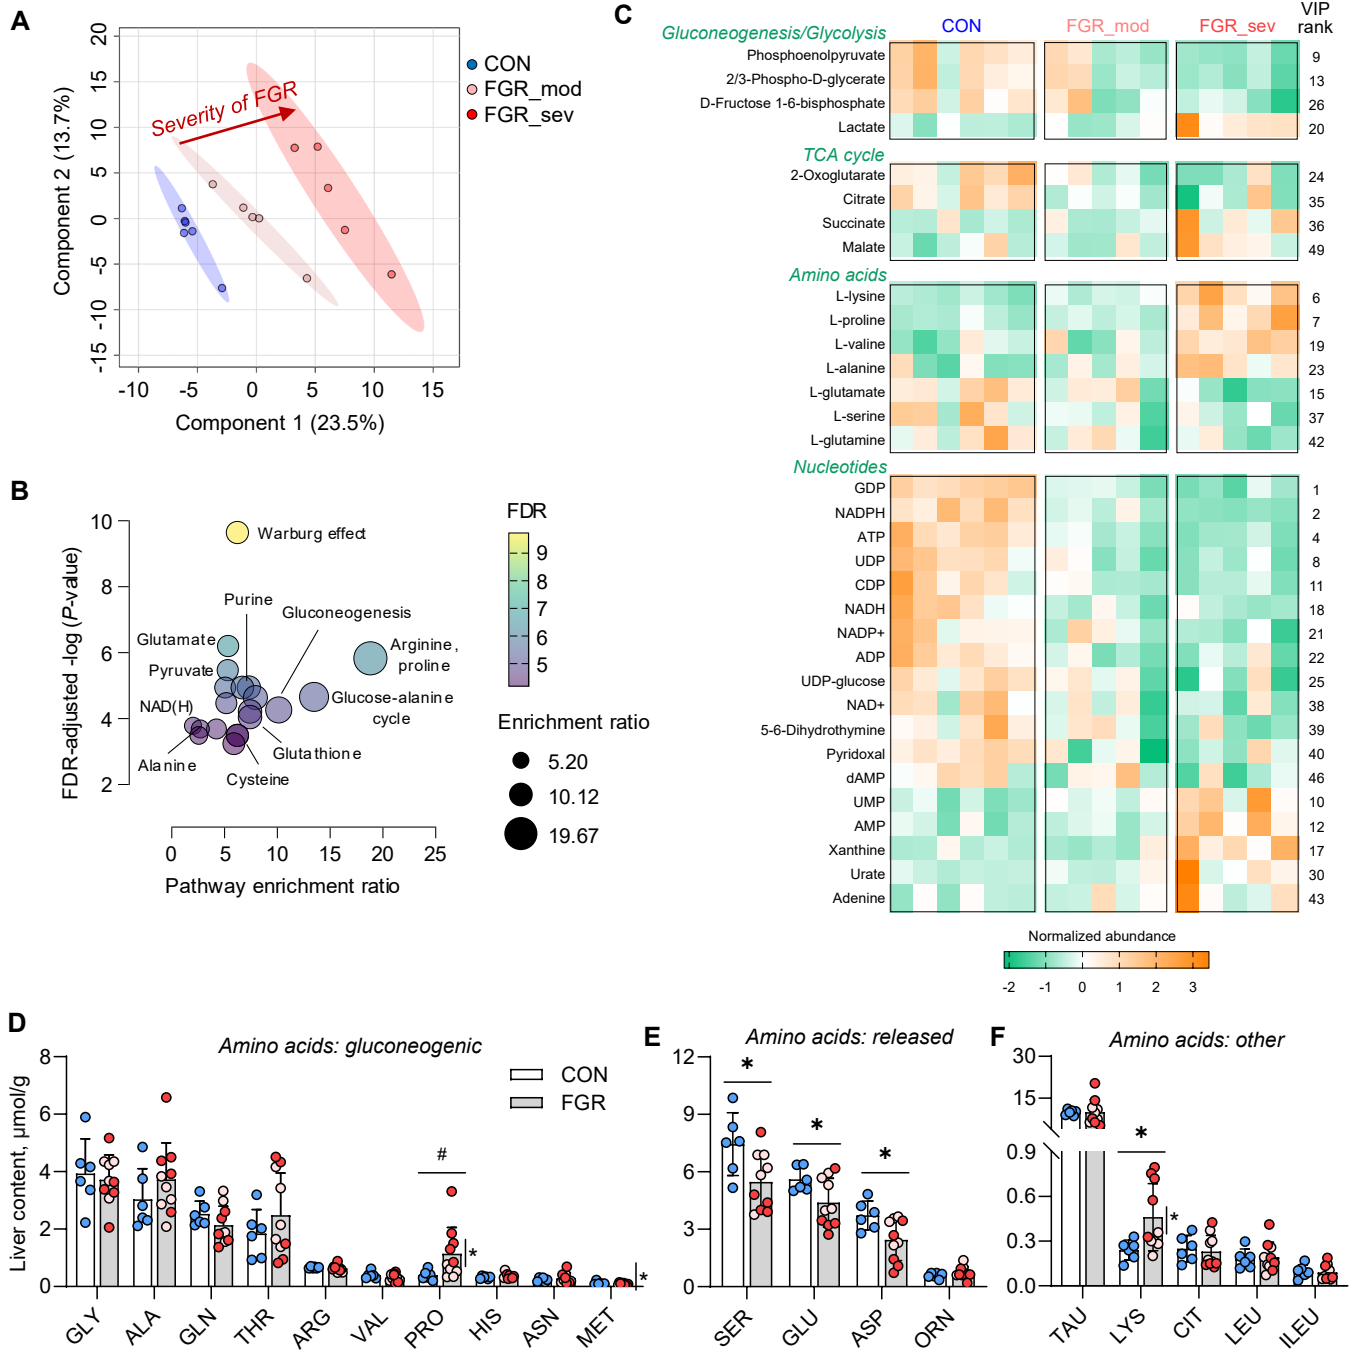 A
20
15
10
5
0
-5
-10
-15
-10
-5
0
5
10
15
Component 2 (13.7%)
Component 1 (23.5%)
Severity of FGR
CON
FGR_mod
FGR_sev
B
10
8
6
4
2
0
5
10
15
20
25
FDR-adjusted -log (P-value)
Pathway enrichment ratio
Warburg effect
Purine
Gluconeogenesis
Glutamate
Pyruvate
NAD(H)
Alanine
Cysteine
Glutathione
Arginine,
proline
Glucose-alanine
cycle
FDR
9
8
7
6
5
Enrichment ratio
5.20
10.12
19.67
C
CON
FGR_mod
FGR_sev
VIP
rank
Gluconeogenesis/Glycolysis
Phosphoenolpyruvate 9
2/3-Phospho-D-glycerate 13
D-Fructose 1-6-bisphosphate 26
Lactate 20
TCA cycle
2-Oxoglutarate 24
Citrate 35
Succinate 36
Malate 49
Amino acids
L-lysine 6
L-proline 7
L-valine 19
L-alanine 23
L-glutamate 15
L-serine 37
L-glutamine 42
Nucleotides
GDP 1
NADPH 2
ATP 4
UDP 8
CDP 11
NADH 18
NADP+ 21
ADP 22
UDP-glucose 25
NAD+ 38
5-6-Dihydrothymine 39
Pyridoxal 40
dAMP 46
UMP 10
AMP 12
Xanthine 17
Urate 30
Adenine 43
Normalized abundance
-2 -1 0 1 2 3
D
Amino acids: gluconeogenic
CON
FGR
Liver content, µmol/g
8
6
4
2
0
#
*
*
GLY ALA GLN THR ARG VAL PRO HIS ASN MET
E
Amino acids: released
12
9
6
3
0
*
*
*
SER GLU ASP ORN
F
Amino acids: other
30
15
0.9
0.6
0.3
0.0
*
*
TAU LYS CIT LEU ILEU